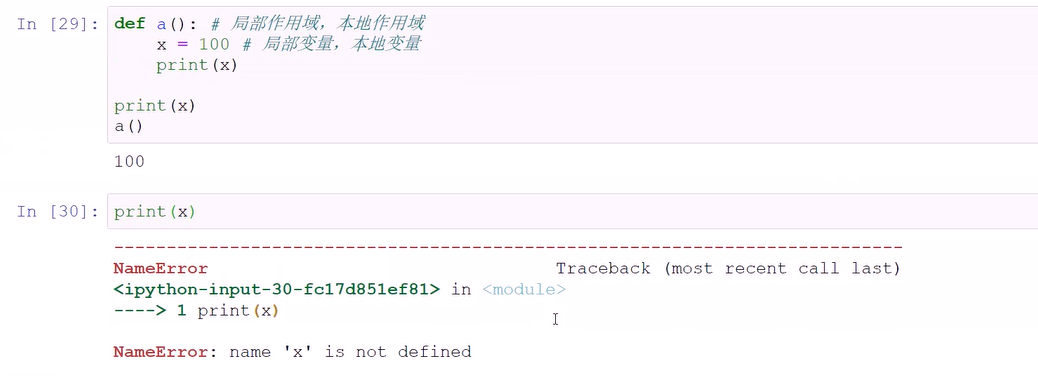 In [29]: def a(): # 局部作用域，本地作用域
    x = 100 # 局部变量，本地变量
    print(x)
print(x)
a()
100
In [30]: print(x)
---------------------------------------------------------------------------
NameError                                 Traceback (most recent call last)
<ipython-input-30-fc17d851ef81> in <module>
----> 1 print(x)
NameError: name 'x' is not defined